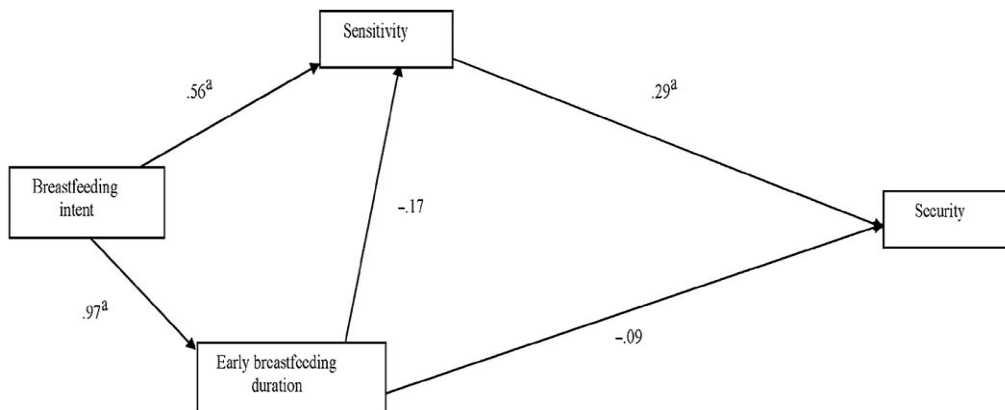 Sensitivity
.56ᵃ
.29ᵃ
Breastfeeding
intent
Security
–.17
.97ᵃ
–.09
Early breastfeeding
duration